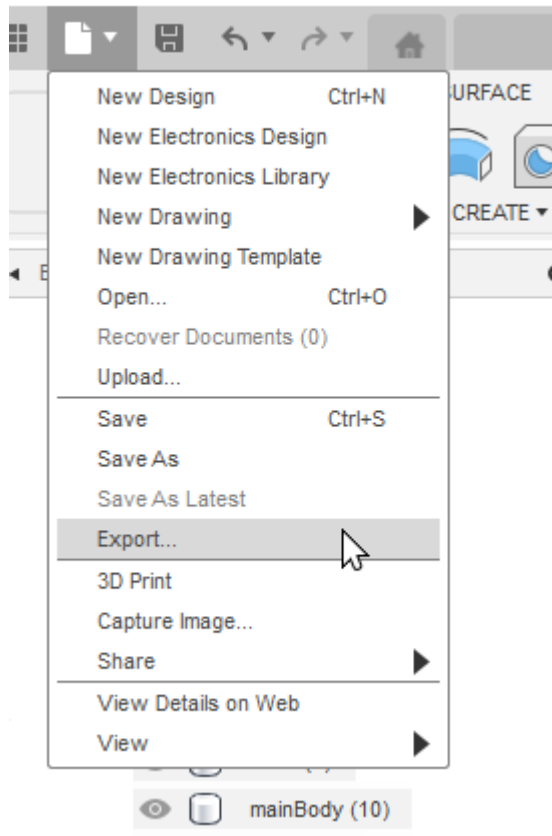 New Design Ctrl+N
URFACE
New Electronics Design
New Electronics Library
New Drawing
CREATE
New Drawing Template
Open... Ctrl+O
Recover Documents (0)
Upload...
Save Ctrl+S
Save As
Save As Latest
Export...
3D Print
Capture Image...
Share
View Details on Web
View
mainBody (10)